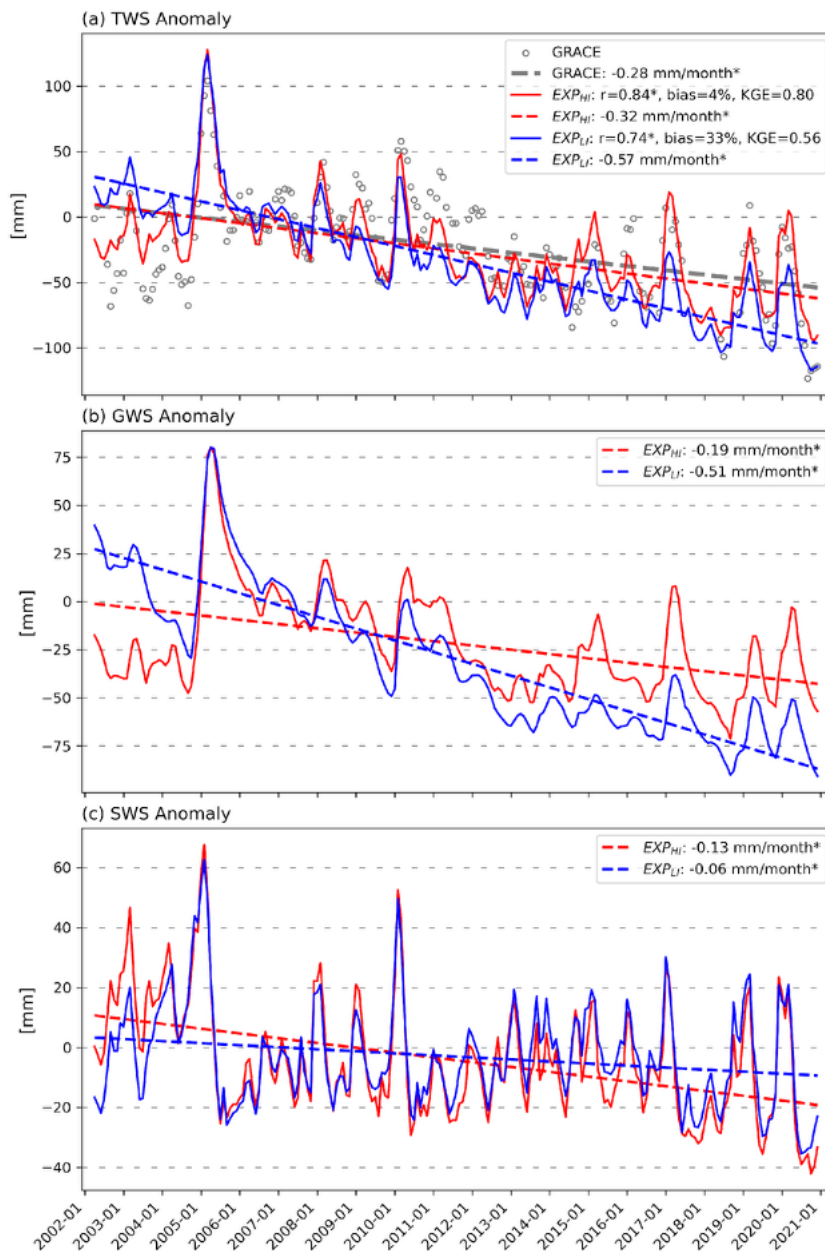 (a) TWS Anomaly
GRACE
GRACE: -0.28 mm/month*
EXP_HI: r=0.84*, bias=4%, KGE=0.80
EXP_HI: -0.32 mm/month*
EXP_LI: r=0.74*, bias=33%, KGE=0.56
EXP_LI: -0.57 mm/month*
100
50
0
−50
−100
[mm]
(b) GWS Anomaly
EXP_HI: -0.19 mm/month*
EXP_LI: -0.51 mm/month*
75
50
25
0
−25
−50
−75
[mm]
(c) SWS Anomaly
EXP_HI: -0.13 mm/month*
EXP_LI: -0.06 mm/month*
60
40
20
0
−20
−40
[mm]
2002-01
2003-01
2004-01
2005-01
2006-01
2007-01
2008-01
2009-01
2010-01
2011-01
2012-01
2013-01
2014-01
2015-01
2016-01
2017-01
2018-01
2019-01
2020-01
2021-01